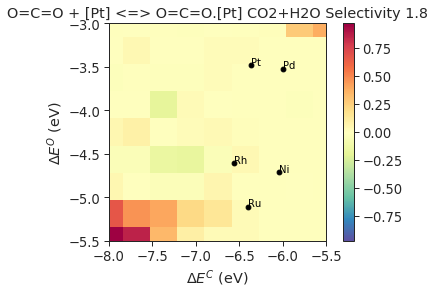 O=C=O + [Pt] <=> O=C=O.[Pt] CO2+H2O Selectivity 1.8
−3.0
−3.5
−4.0
−4.5
−5.0
−5.5
ΔE^O (eV)
Pt
Pd
Rh
Ni
Ru
−8.0 −7.5 −7.0 −6.5 −6.0 −5.5
ΔE^C (eV)
0.75
0.50
0.25
0.00
−0.25
−0.50
−0.75